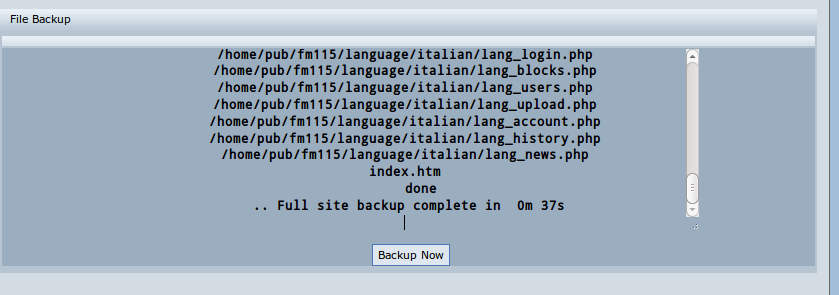 File Backup
/home/pub/fm115/language/italian/lang_login.php
/home/pub/fm115/language/italian/lang_blocks.php
/home/pub/fm115/language/italian/lang_users.php
/home/pub/fm115/language/italian/lang_upload.php
/home/pub/fm115/language/italian/lang_account.php
/home/pub/fm115/language/italian/lang_history.php
/home/pub/fm115/language/italian/lang_news.php
index.htm
done
.. Full site backup complete in  0m 37s
Backup Now